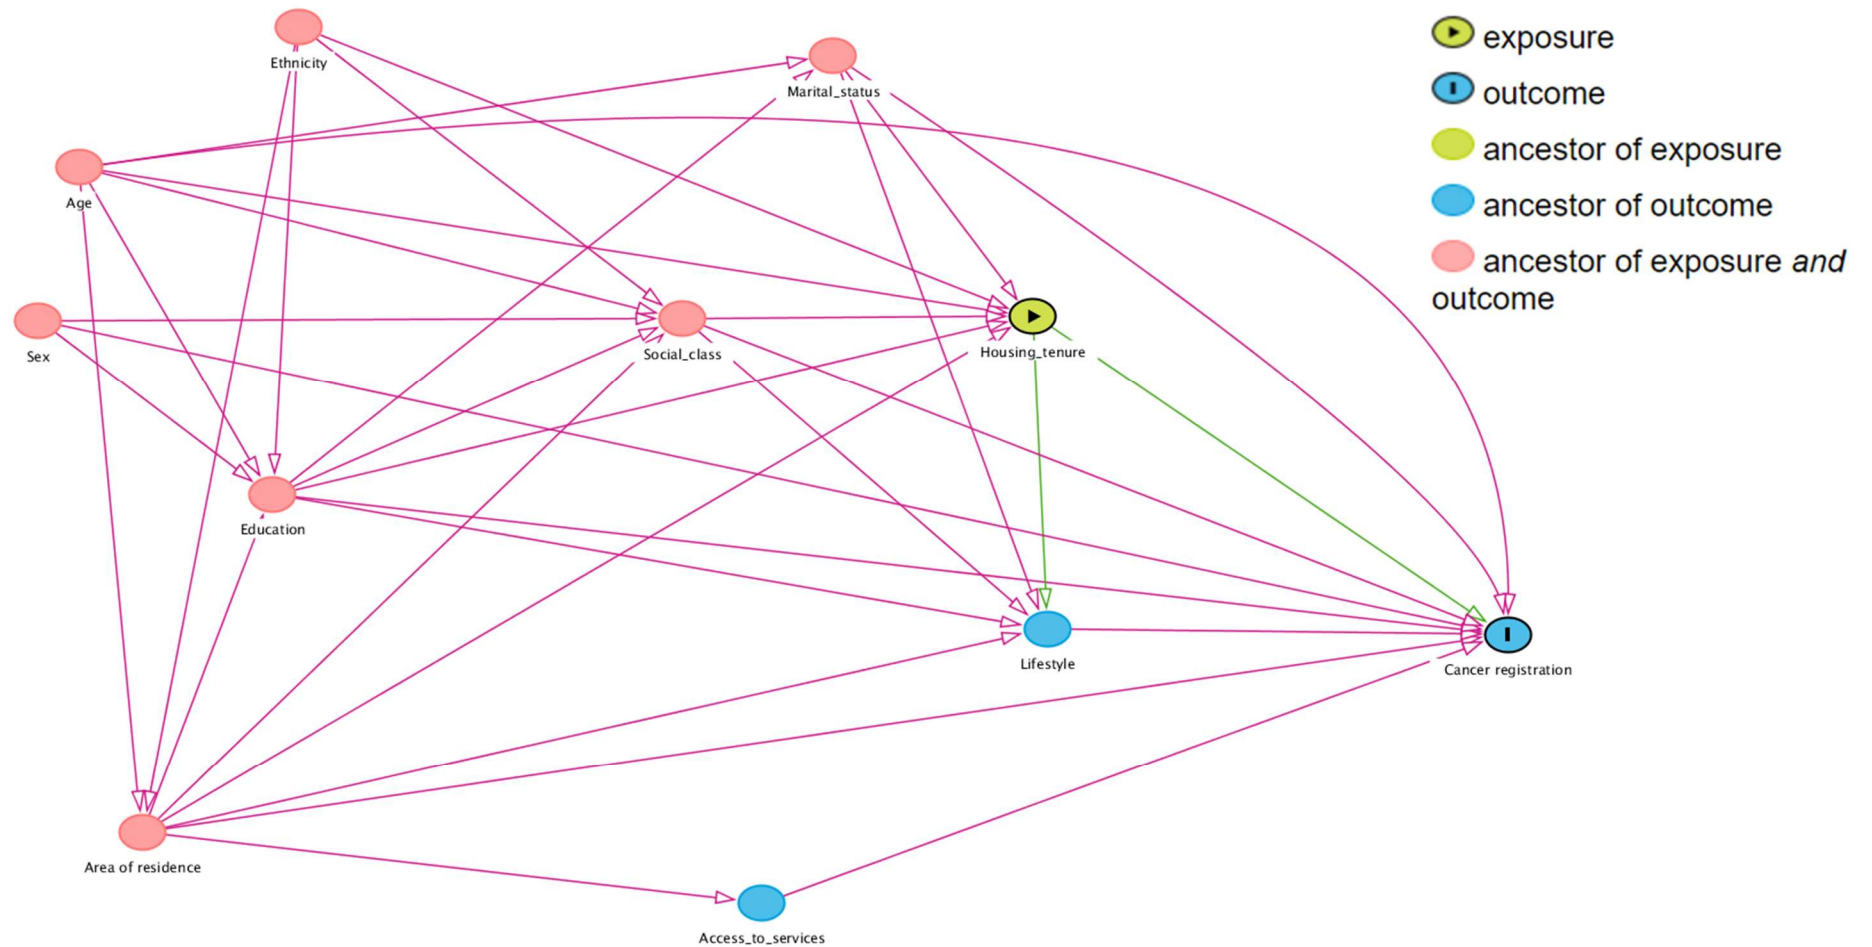 Ethnicity
Marital_status
Age
Sex
Social_class
Housing_tenure
Education
Lifestyle
Cancer registration
Area of residence
Access_to_services
exposure
outcome
ancestor of exposure
ancestor of outcome
ancestor of exposure and
outcome